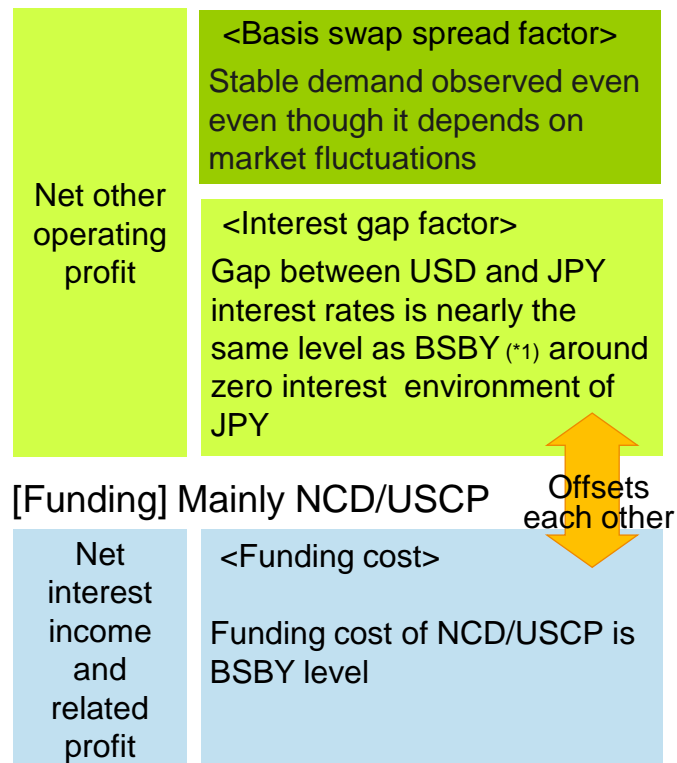 Net other
operating
profit
<Basis swap spread factor>
Stable demand observed even
even though it depends on
market fluctuations
<Interest gap factor>
Gap between USD and JPY
interest rates is nearly the
same level as BSBY (*1) around
zero interest environment of
JPY
Offsets
each other
[Funding] Mainly NCD/USCP
Net
interest
income
and
related
profit
<Funding cost>
Funding cost of NCD/USCP is
BSBY level